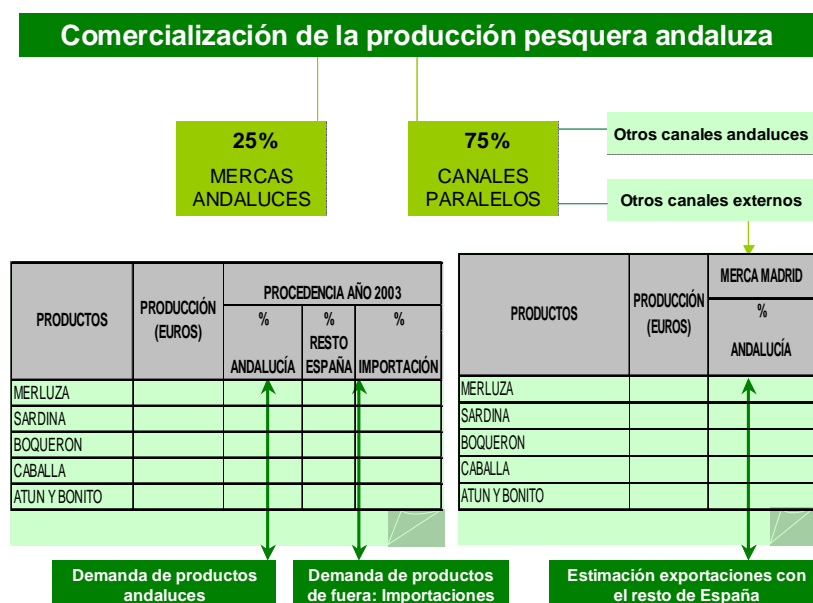 Comercialización de la producción pesquera andaluza
25%
MERCAS
ANDALUCES
75%
CANALES
PARALELOS
Otros canales andaluces
Otros canales externos
PRODUCTOS
PRODUCCIÓN
(EUROS)
PROCEDENCIA AÑO 2003
%
ANDALUCÍA
%
RESTO
ESPAÑA
%
IMPORTACIÓN
MERLUZA
SARDINA
BOQUERON
CABALLA
ATUN Y BONITO
PRODUCTOS
PRODUCCIÓN
(EUROS)
MERCA MADRID
%
ANDALUCÍA
MERLUZA
SARDINA
BOQUERON
CABALLA
ATUN Y BONITO
Demanda de productos
andaluces
Demanda de productos
de fuera: Importaciones
Estimación exportaciones con
el resto de España